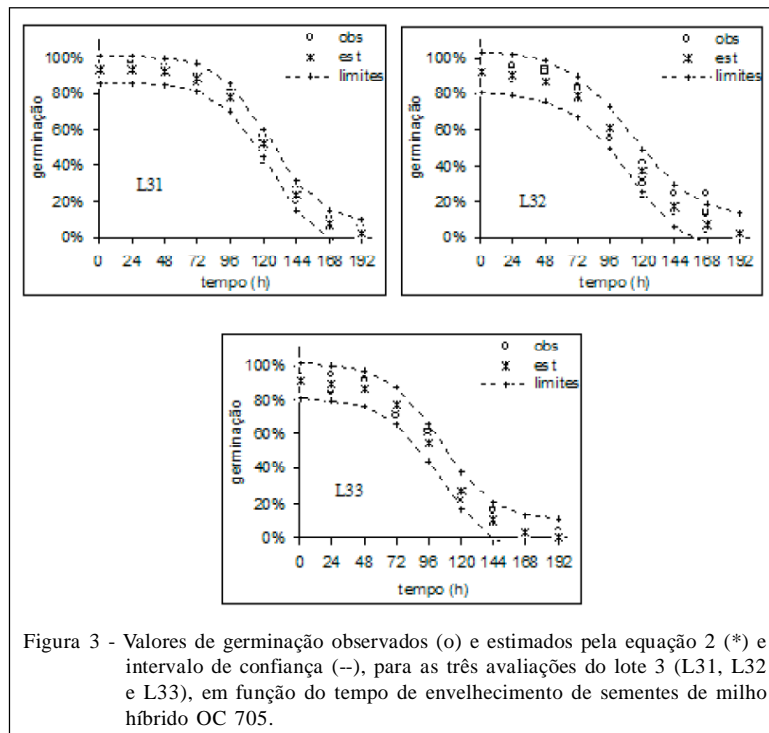 obs
est
limites
100%
80%
60%
40%
20%
0%
germinação
L31
0 24 48 72 96 120 144 168 192
tempo (h)
obs
est
limites
100%
80%
60%
40%
20%
0%
germinação
L32
0 24 48 72 96 120 144 168 192
tempo (h)
obs
est
limites
100%
80%
60%
40%
20%
0%
germinação
L33
0 24 48 72 96 120 144 168 192
tempo (h)
Figura 3 - Valores de germinação observados (o) e estimados pela equação 2 (*) e
intervalo de confiança (--), para as três avaliações do lote 3 (L31, L32
e L33), em função do tempo de envelhecimento de sementes de milho
híbrido OC 705.